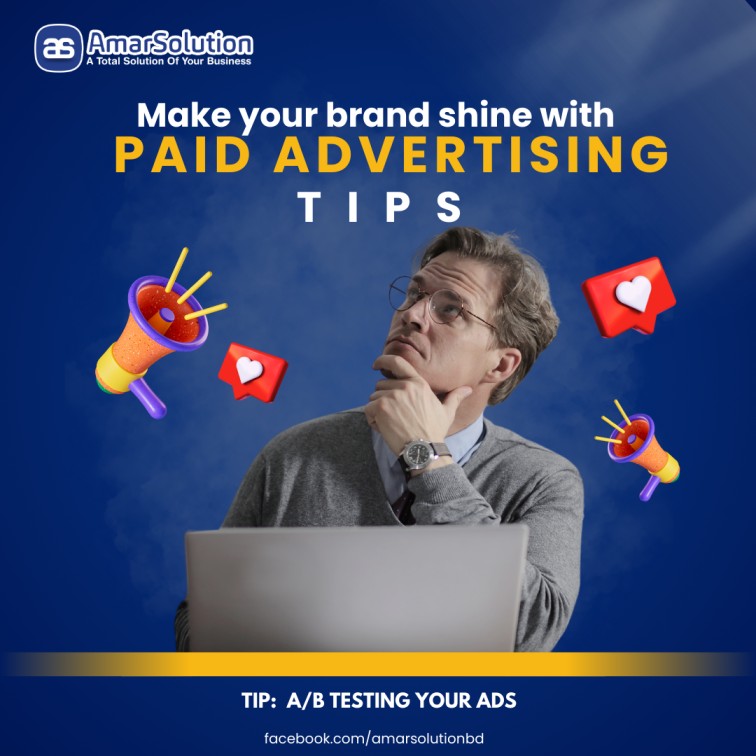 as AmarSolution
A Total Solution Of Your Business
Make your brand shine with
PAID ADVERTISING
TIPS
TIP: A/B TESTING YOUR ADS
facebook.com/amarsolutionbd